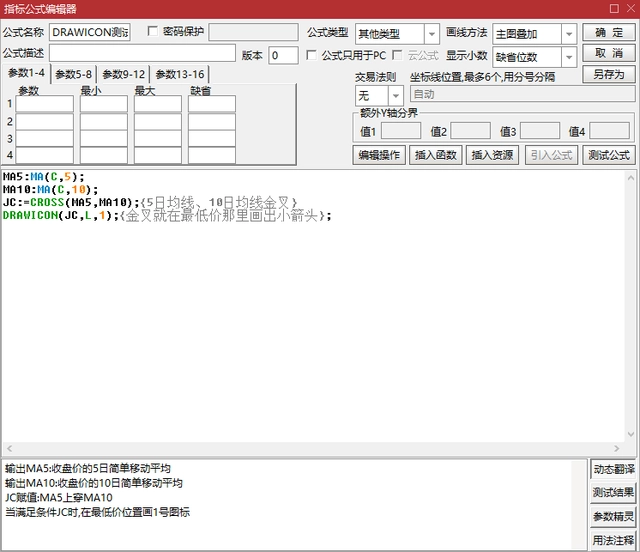 指标公式编辑器
公式名称 DRAWICON测试 密码保护 公式类型 其他类型 画线方法 主图叠加 确 定
公式描述 版本 0 公式只用于PC 云公式 显示小数 缺省位数 取 消
参数1-4 参数5-8 参数9-12 参数13-16 交易法则 坐标线位置,最多6个,用分号分隔 另存为
参数 最小 最大 缺省 无 自动
1
2
3
4
额外Y轴分界
值1 值2 值3 值4
编辑操作 插入函数 插入资源 引入公式 测试公式
MA5:MA(C,5);
MA10:MA(C,10);
JC:=CROSS(MA5,MA10);{5日均线、10日均线金叉}
DRAWICON(JC,L,1);{金叉就在最低价那里画出小箭头};
输出MA5:收盘价的5日简单移动平均
输出MA10:收盘价的10日简单移动平均
JC赋值:MA5上穿MA10
当满足条件JC时,在最低价位置画1号图标
动态翻译
测试结果
参数精灵
用法注释